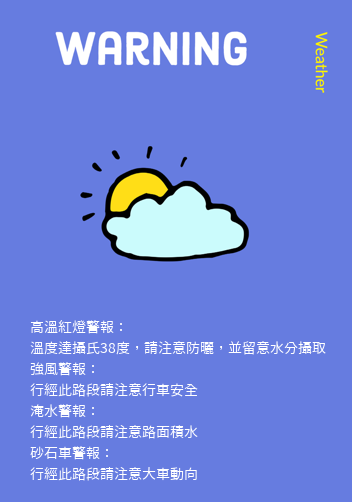 WARNING
Weather
高溫紅燈警報：
溫度達攝氏38度，請注意防曬，並留意水分攝取
強風警報：
行經此路段請注意行車安全
淹水警報：
行經此路段請注意路面積水
砂石車警報：
行經此路段請注意大車動向